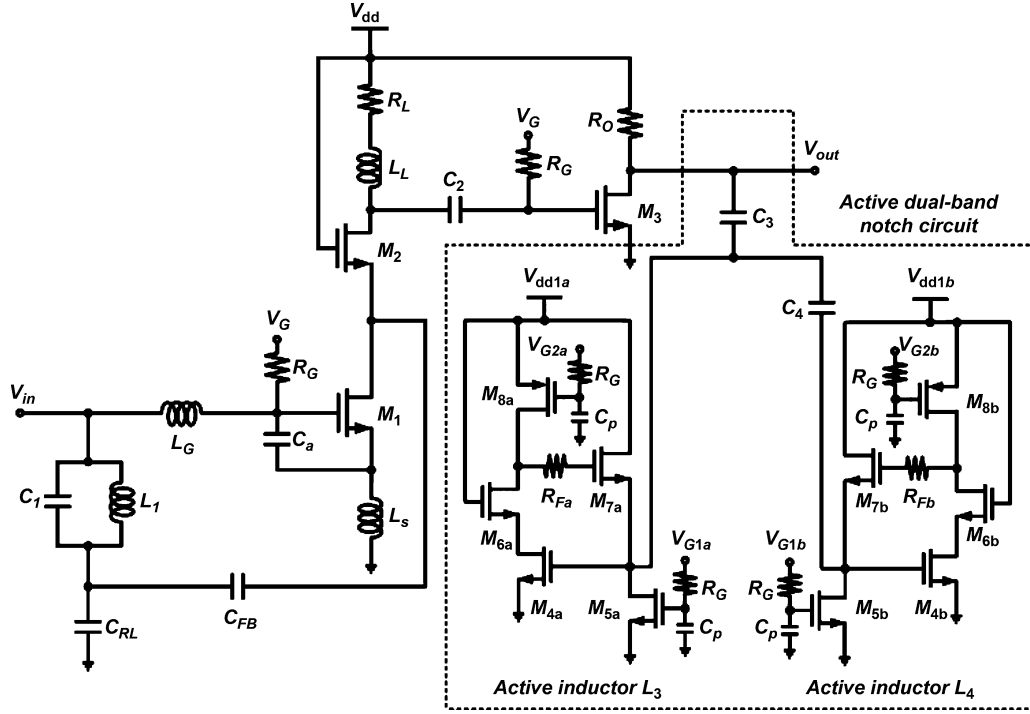 Vdd
RL
VG
RO
LL
RG
Vout
C2
M3
C3
Active dual-band
notch circuit
M2
Vdd1a
Vdd1b
C4
VG
VG2a
VG2b
RG
RG
RG
M8a
M8b
Vin
M1
Cp
Cp
LG
Ca
C1
L1
RFa
M7a
M7b
RFb
Ls
M6a
M6b
VG1a
VG1b
RG
RG
M4a
M5a
M5b
M4b
CFB
CRL
Cp
Cp
Active inductor L3
Active inductor L4